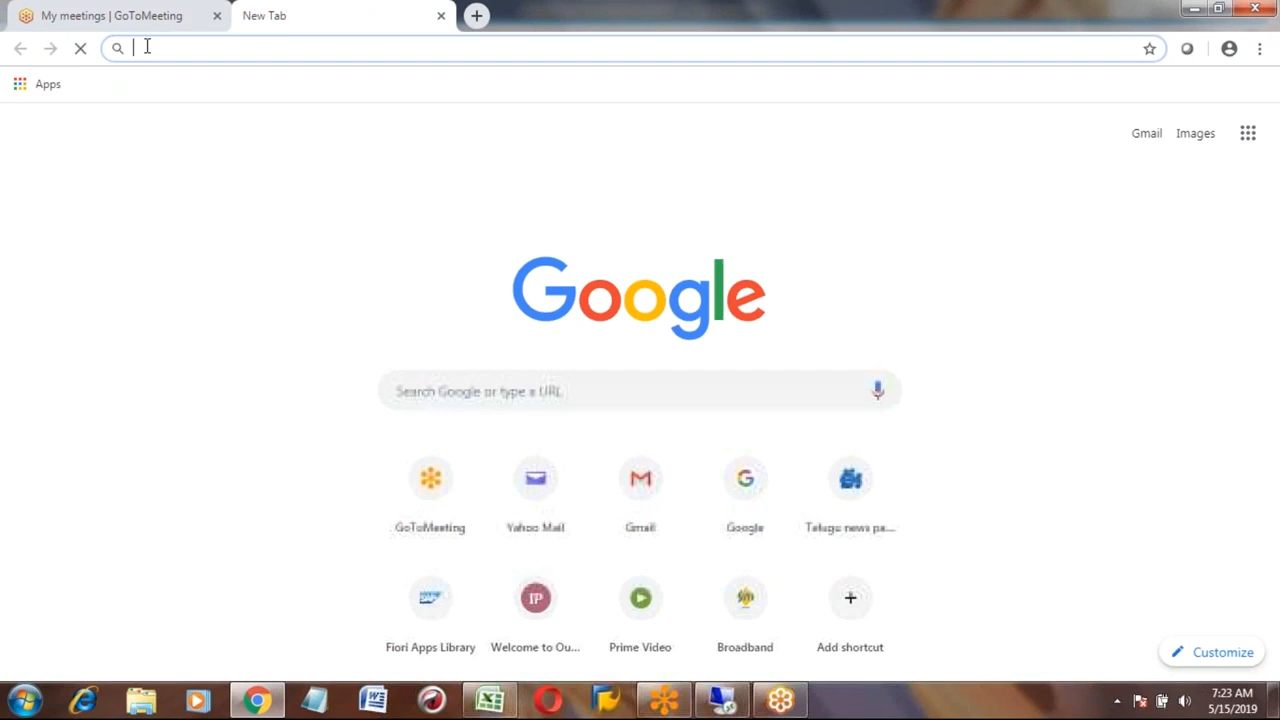 My meetings | GoToMeeting
New Tab
Apps
Gmail Images
Google
Search Google or type a URL
GoToMeeting Yahoo Mail Gmail Google Telugu news pa...
IP
Fiori Apps Library Welcome to Ou... Prime Video Broadband Add shortcut
Customize
7:23 AM
5/15/2019